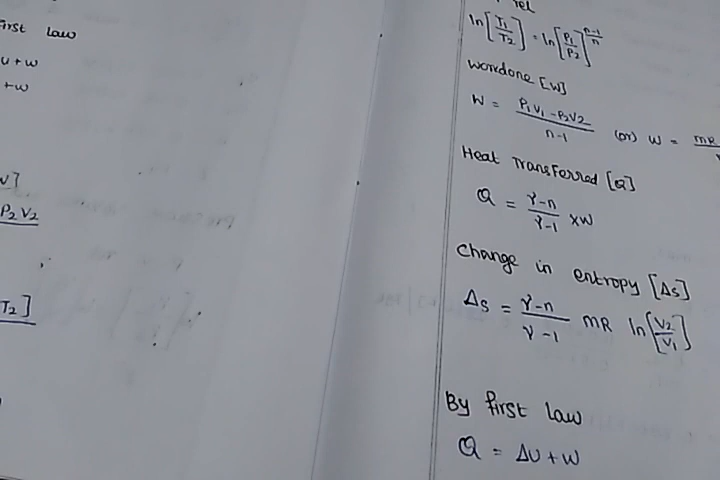 First Law
U + W
+ W
W]
P2 V2
T2 ]
rel
ln[T1/T2] = ln[P1/P2]^(n-1/n)
Workdone [W]
W = P1V1 - P2V2 / n-1 (or) W = mR
Heat Transferred [Q]
Q = γ-n / γ-1 × W
Change in entropy [Δs]
Δs = γ-n / γ-1 mR ln[V2/V1]
By first law
Q = ΔU + W